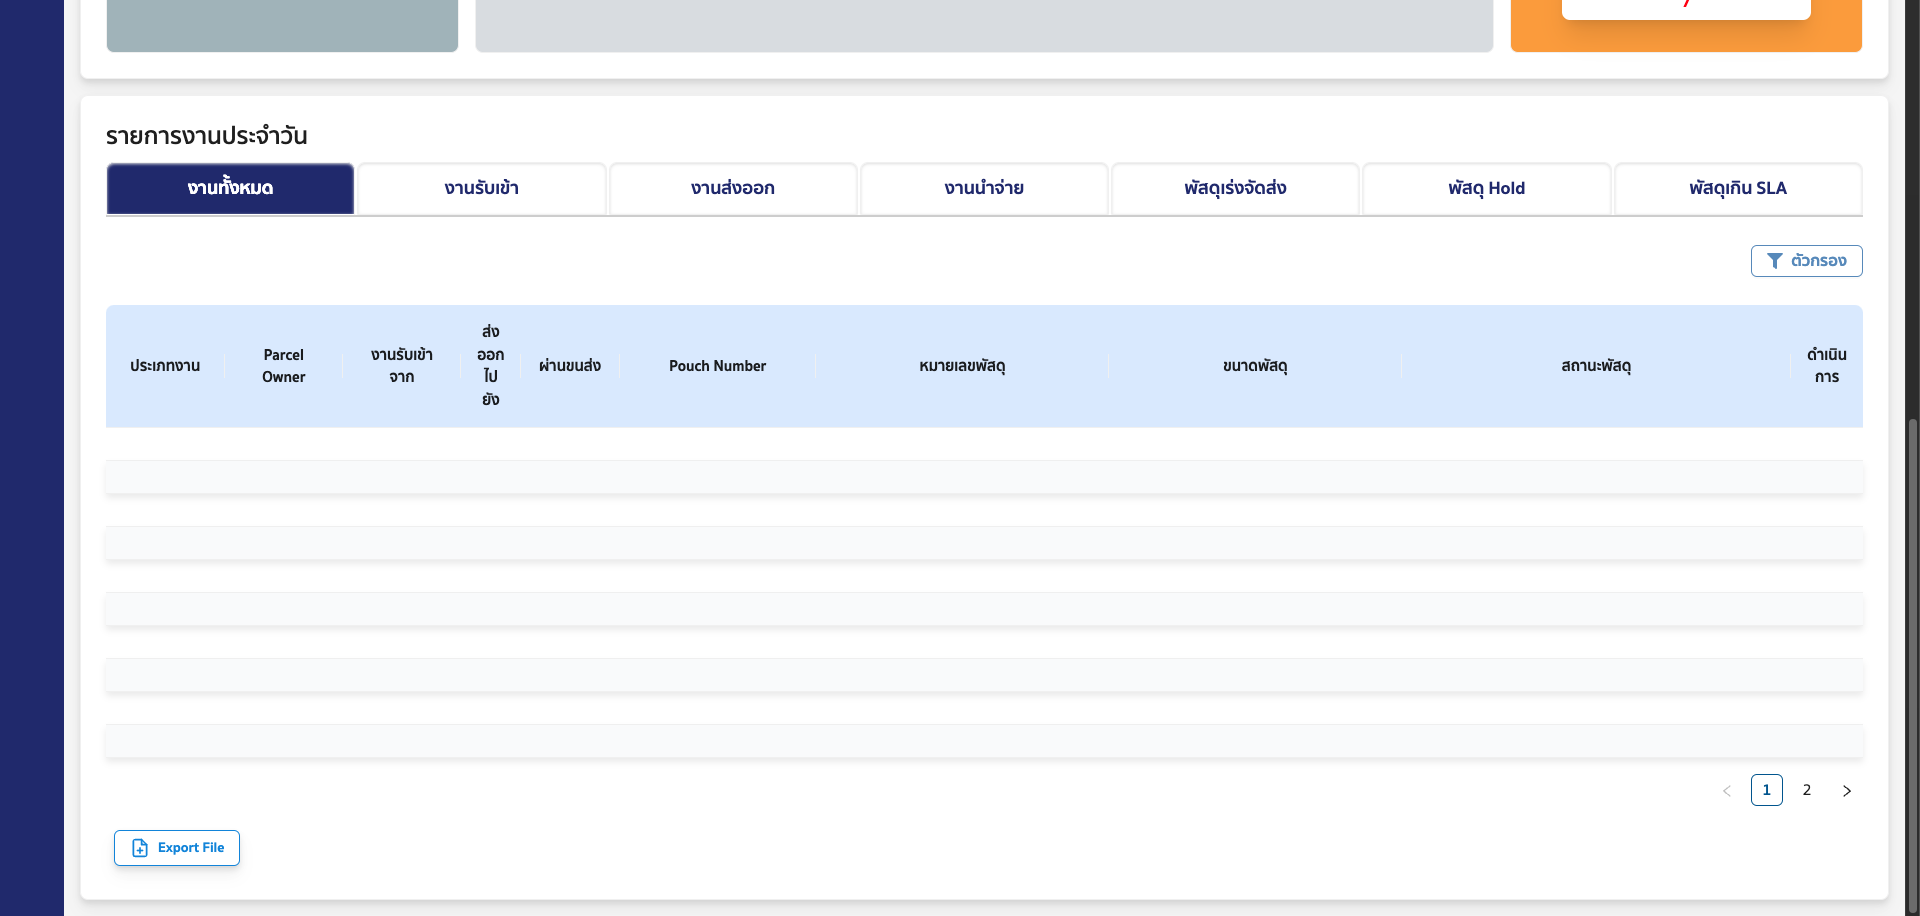 รายการงานประจำวัน
งานทั้งหมด
งานรับเข้า
งานส่งออก
งานนำจ่าย
พัสดุเร่งจัดส่ง
พัสดุ Hold
พัสดุเกิน SLA
ตัวกรอง
ประเภทงาน
Parcel
Owner
งานรับเข้า
จาก
ส่ง
ออก
ไป
ยัง
ผ่านขนส่ง
Pouch Number
หมายเลขพัสดุ
ขนาดพัสดุ
สถานะพัสดุ
ดำเนิน
การ
1
2
Export File